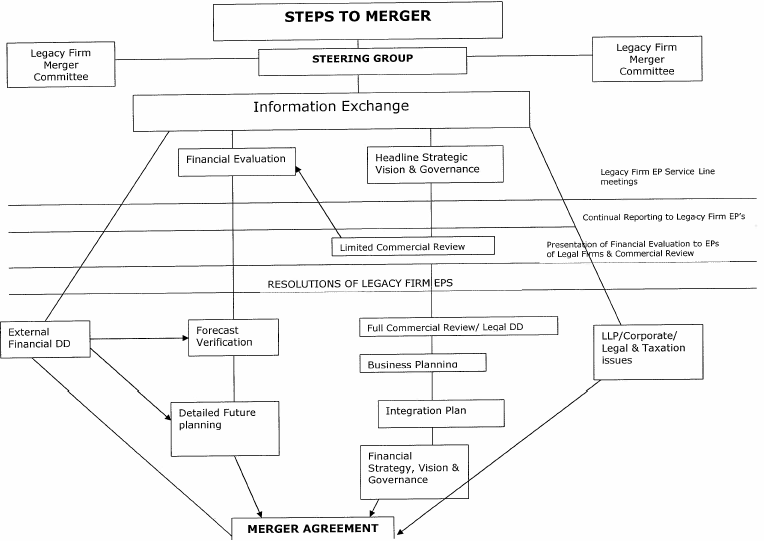 STEPS TO MERGER
Legacy Firm
Merger
Committee
STEERING GROUP
Legacy Firm
Merger
Committee
Information Exchange
Financial Evaluation
Headline Strategic
Vision & Governance
Legacy Firm EP Service Line
meetings
Continual Reporting to Legacy Firm EP's
Limited Commercial Review
Presentation of Financial Evaluation to EPs
of Legal Firms & Commercial Review
RESOLUTIONS OF LEGACY FIRM EPS
External
Financial DD
Forecast
Verification
Full Commercial Review/ Legal DD
LLP/Corporate/
Legal & Taxation
issues
Business Planning
Detailed Future
planning
Integration Plan
Financial
Strategy, Vision &
Governance
MERGER AGREEMENT